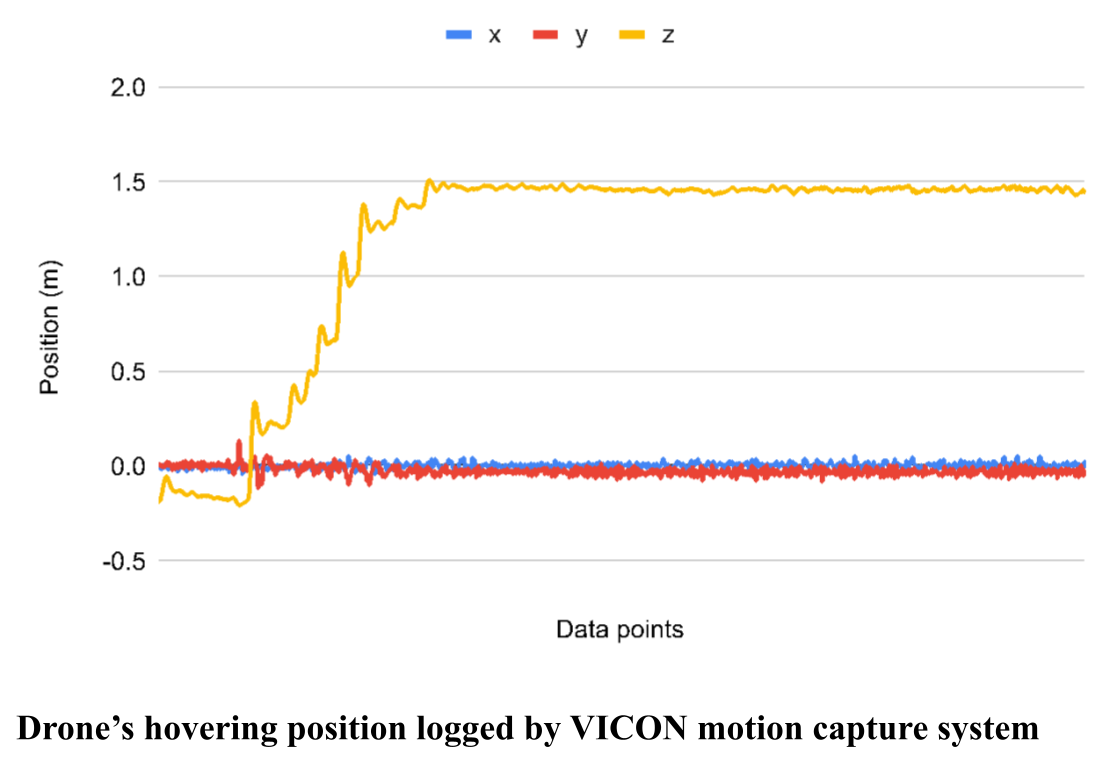 x y z
2.0
1.5
1.0
0.5
0.0
-0.5
Position (m)
Data points
Drone’s hovering position logged by VICON motion capture system